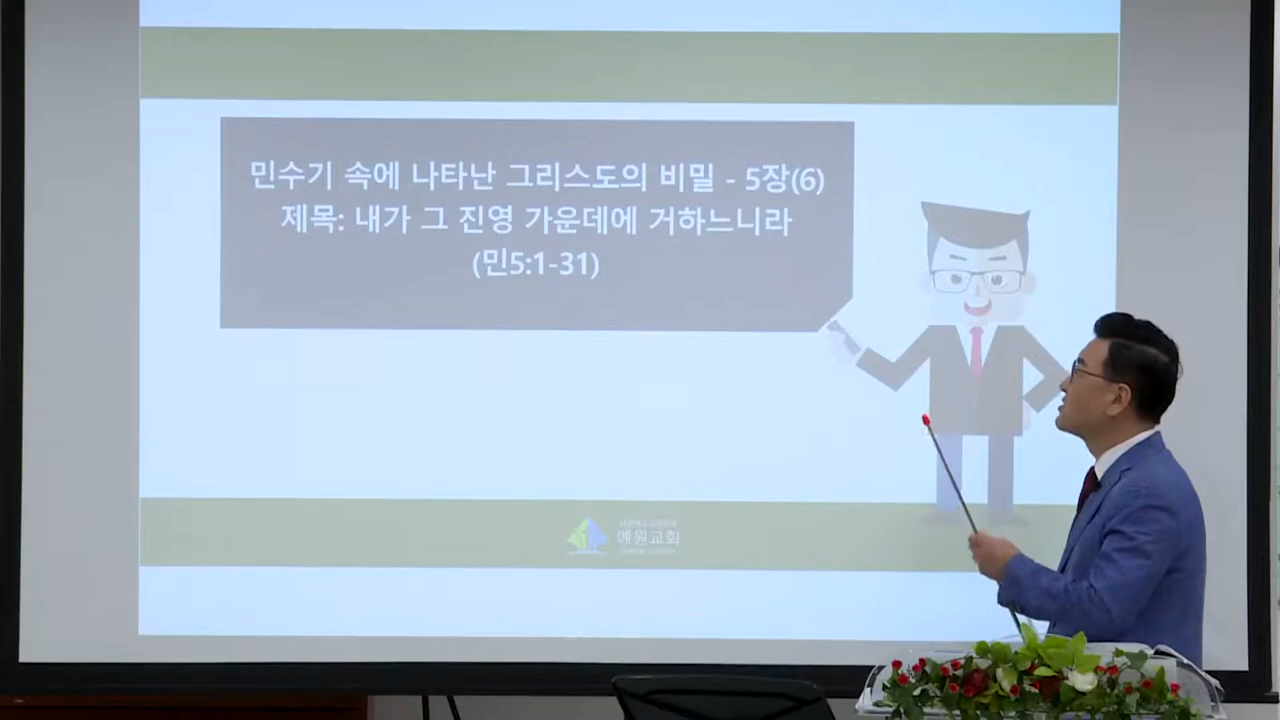 민수기 속에 나타난 그리스도의 비밀 - 5장(6)
제목: 내가 그 진영 가운데에 거하느니라
(민5:1-31)
예원교회